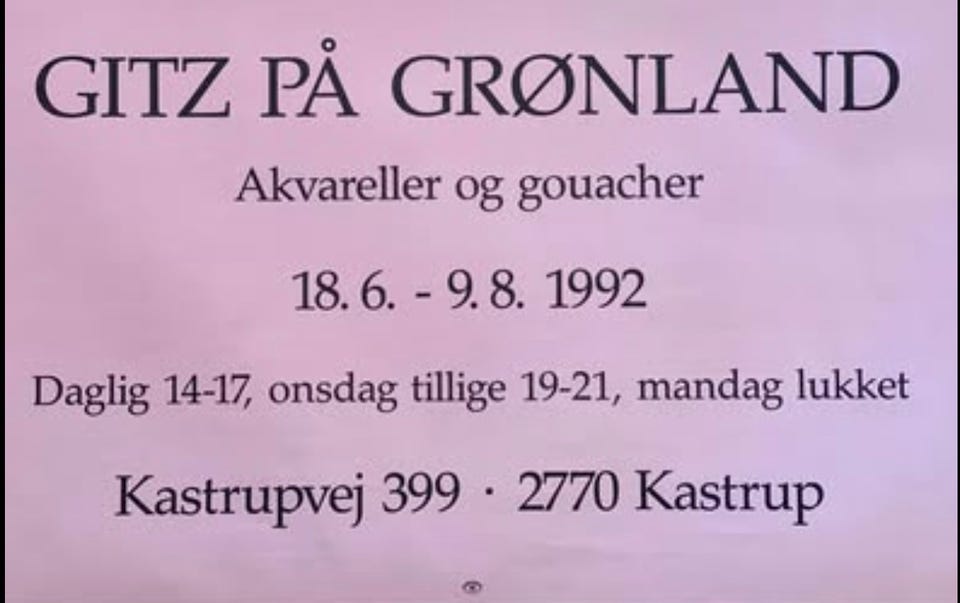 GITZ PÅ GRØNLAND
Akvareller og gouacher
18. 6. - 9. 8. 1992
Daglig 14-17, onsdag tillige 19-21, mandag lukket
Kastrupvej 399 · 2770 Kastrup